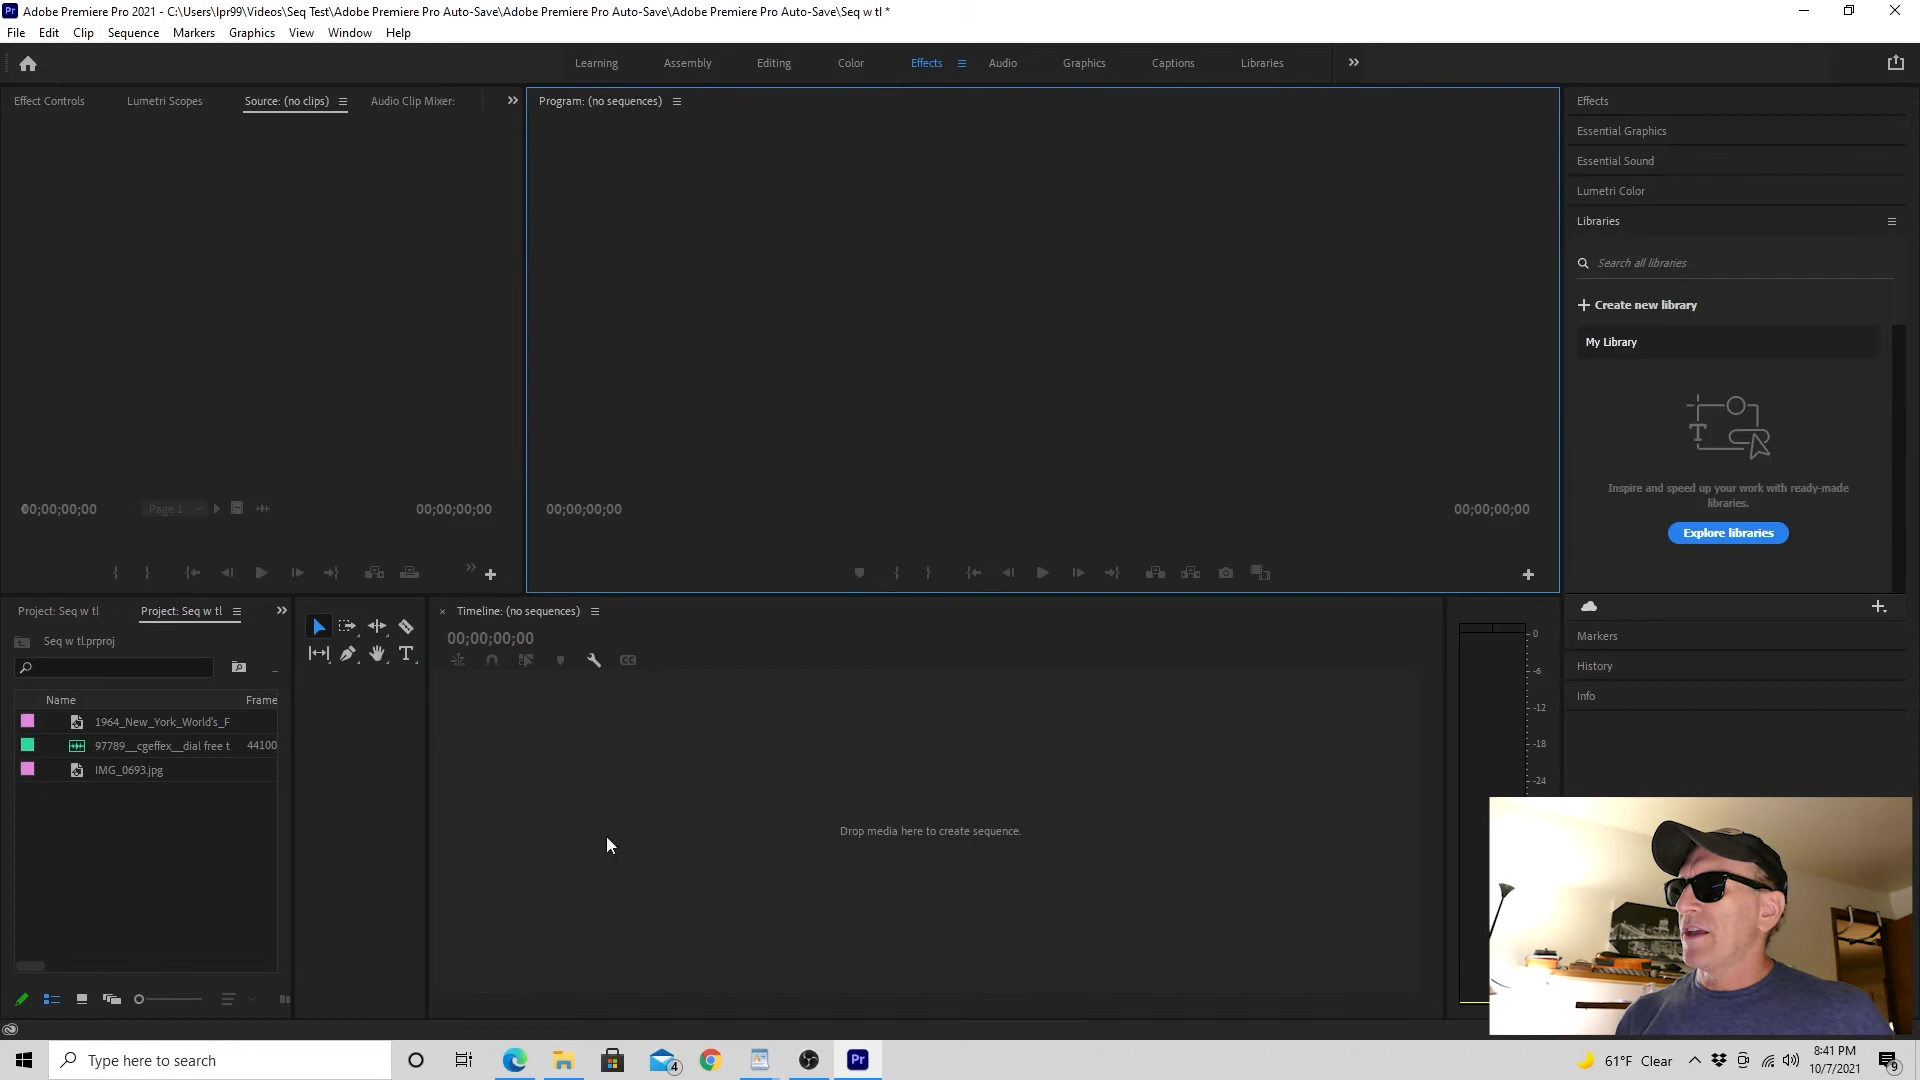 Pr Adobe Premiere Pro 2021 - C:\Users\lpr99\Videos\Seq Test\Adobe Premiere Pro Auto-Save\Adobe Premiere Pro Auto-Save\Adobe Premiere Pro Auto-Save\Seq w tl *
File Edit Clip Sequence Markers Graphics View Window Help
Learning Assembly Editing Color Effects Audio Graphics Captions Libraries
Effect Controls Lumetri Scopes Source: (no clips) Audio Clip Mixer:
Program: (no sequences)
Effects
Essential Graphics
Essential Sound
Lumetri Color
Libraries
Search all libraries
Create new library
My Library
Inspire and speed up your work with ready-made
libraries.
Explore libraries
00;00;00;00 Page 1 00;00;00;00
00;00;00;00 00;00;00;00
Project: Seq w tl Project: Seq w tl
Seq w tl.prproj
Name Frame
1964_New_York_World's_F
97789__cgeffex__dial free t 44100
IMG_0693.jpg
Timeline: (no sequences)
00;00;00;00
Drop media here to create sequence.
0
-6
-12
-18
-24
Markers
History
Info
Type here to search
4
Pr
61°F Clear
8:41 PM
10/7/2021
9